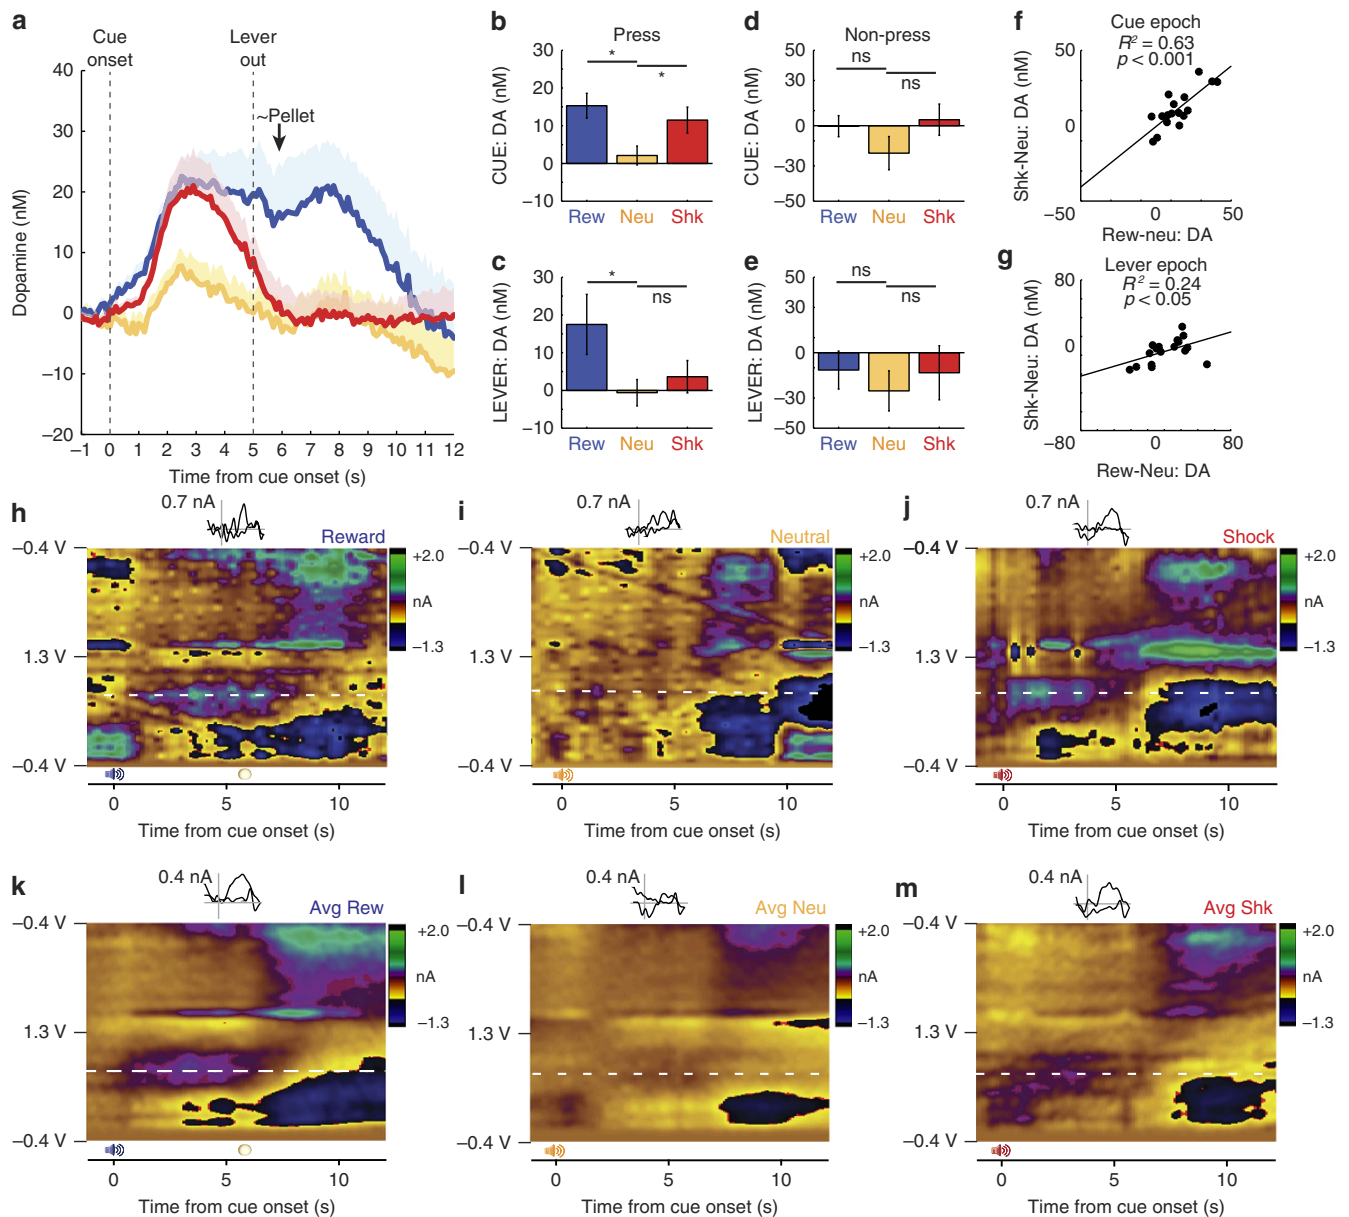 a
Cue onset
Lever out
~Pellet
40
30
20
10
0
−10
−20
Dopamine (nM)
−1 0 1 2 3 4 5 6 7 8 9 10 11 12
Time from cue onset (s)
b
Press
30
20
10
0
−10
CUE: DA (nM)
*
*
Rew Neu Shk
c
30
20
10
0
−10
LEVER: DA (nM)
*
ns
Rew Neu Shk
d
Non-press
50
30
0
−30
−50
CUE: DA (nM)
ns
ns
Rew Neu Shk
e
50
30
0
−30
−50
LEVER: DA (nM)
ns
ns
Rew Neu Shk
f
Cue epoch
R² = 0.63
p < 0.001
50
0
−50
0
50
Shk-Neu: DA (nM)
Rew-neu: DA
g
Lever epoch
R² = 0.24
p < 0.05
80
0
−80
0
80
Shk-Neu: DA (nM)
Rew-Neu: DA
h
0.7 nA
Reward
−0.4 V
1.3 V
−0.4 V
+2.0
nA
−1.3
0 5 10
Time from cue onset (s)
i
0.7 nA
Neutral
+2.0
nA
−1.3
0 5 10
Time from cue onset (s)
j
0.7 nA
Shock
−0.4 V
1.3 V
−0.4 V
+2.0
nA
−1.3
0 5 10
Time from cue onset (s)
k
0.4 nA
Avg Rew
−0.4 V
1.3 V
−0.4 V
+2.0
nA
−1.3
0 5 10
Time from cue onset (s)
l
0.4 nA
Avg Neu
−0.4 V
1.3 V
−0.4 V
+2.0
nA
−1.3
0 5 10
Time from cue onset (s)
m
0.4 nA
Avg Shk
−0.4 V
1.3 V
−0.4 V
+2.0
nA
−1.3
0 5 10
Time from cue onset (s)
−0.4 V
1.3 V
−0.4 V